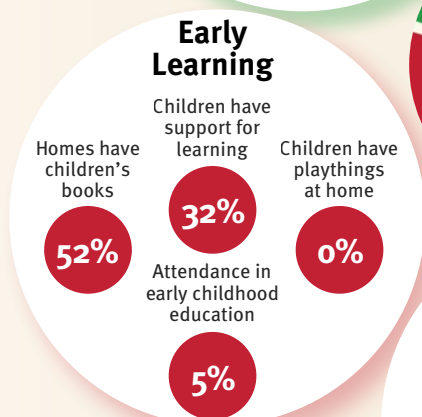 Early
Learning
Children have
support for
learning
32%
Homes have
children's
books
52%
Children have
playthings
at home
0%
Attendance in
early childhood
education
5%